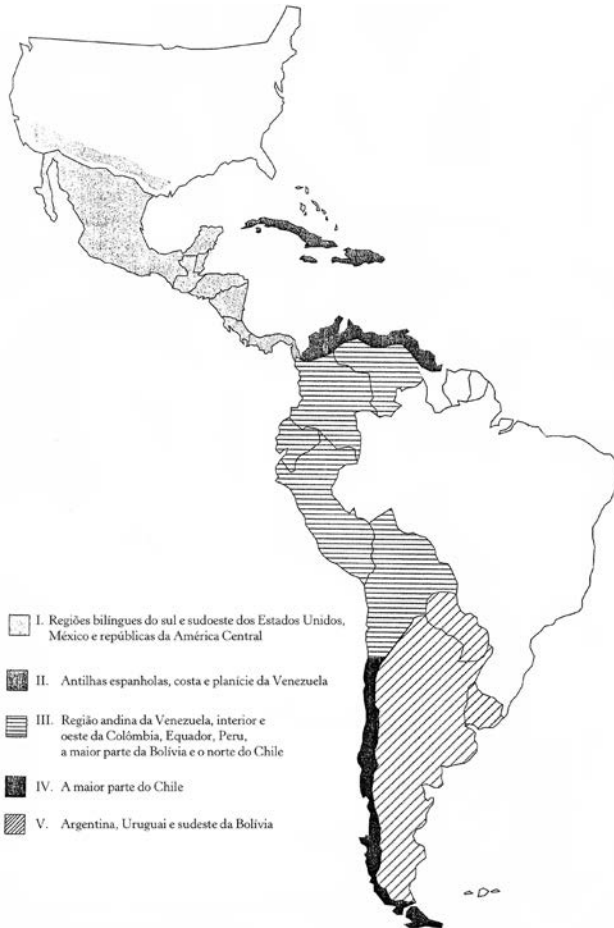 I. Regiões bilíngues do sul e sudoeste dos Estados Unidos,
México e repúblicas da América Central
II. Antilhas espanholas, costa e planície da Venezuela
III. Região andina da Venezuela, interior e
oeste da Colômbia, Equador, Peru,
a maior parte da Bolívia e o norte do Chile
IV. A maior parte do Chile
V. Argentina, Uruguai e sudeste da Bolívia